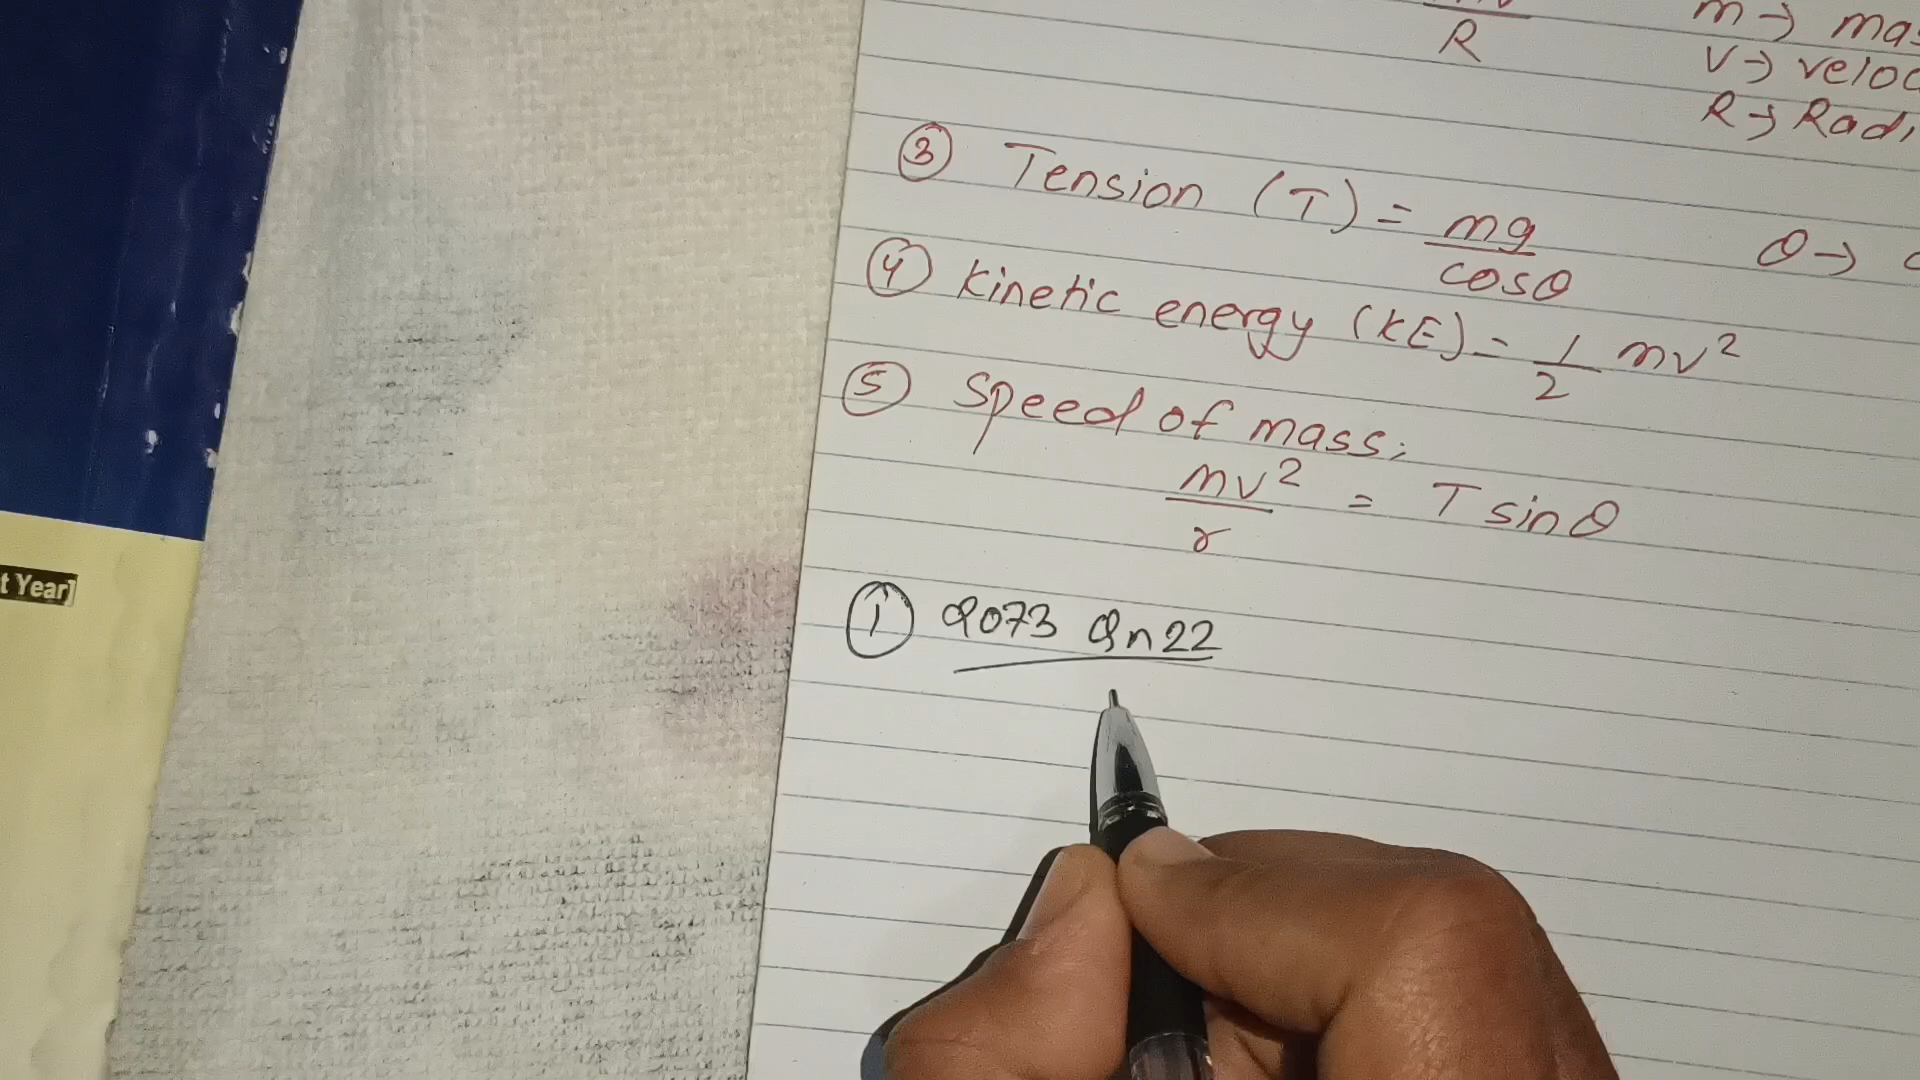 R
m → mas
v → veloc
R → Radi
③ Tension (T) = mg/cosθ
θ →
④ kinetic energy (KE) = 1/2 mv²
⑤ Speed of mass;
mv²/r = T sinθ
① 2073 Qn 22
t Year]